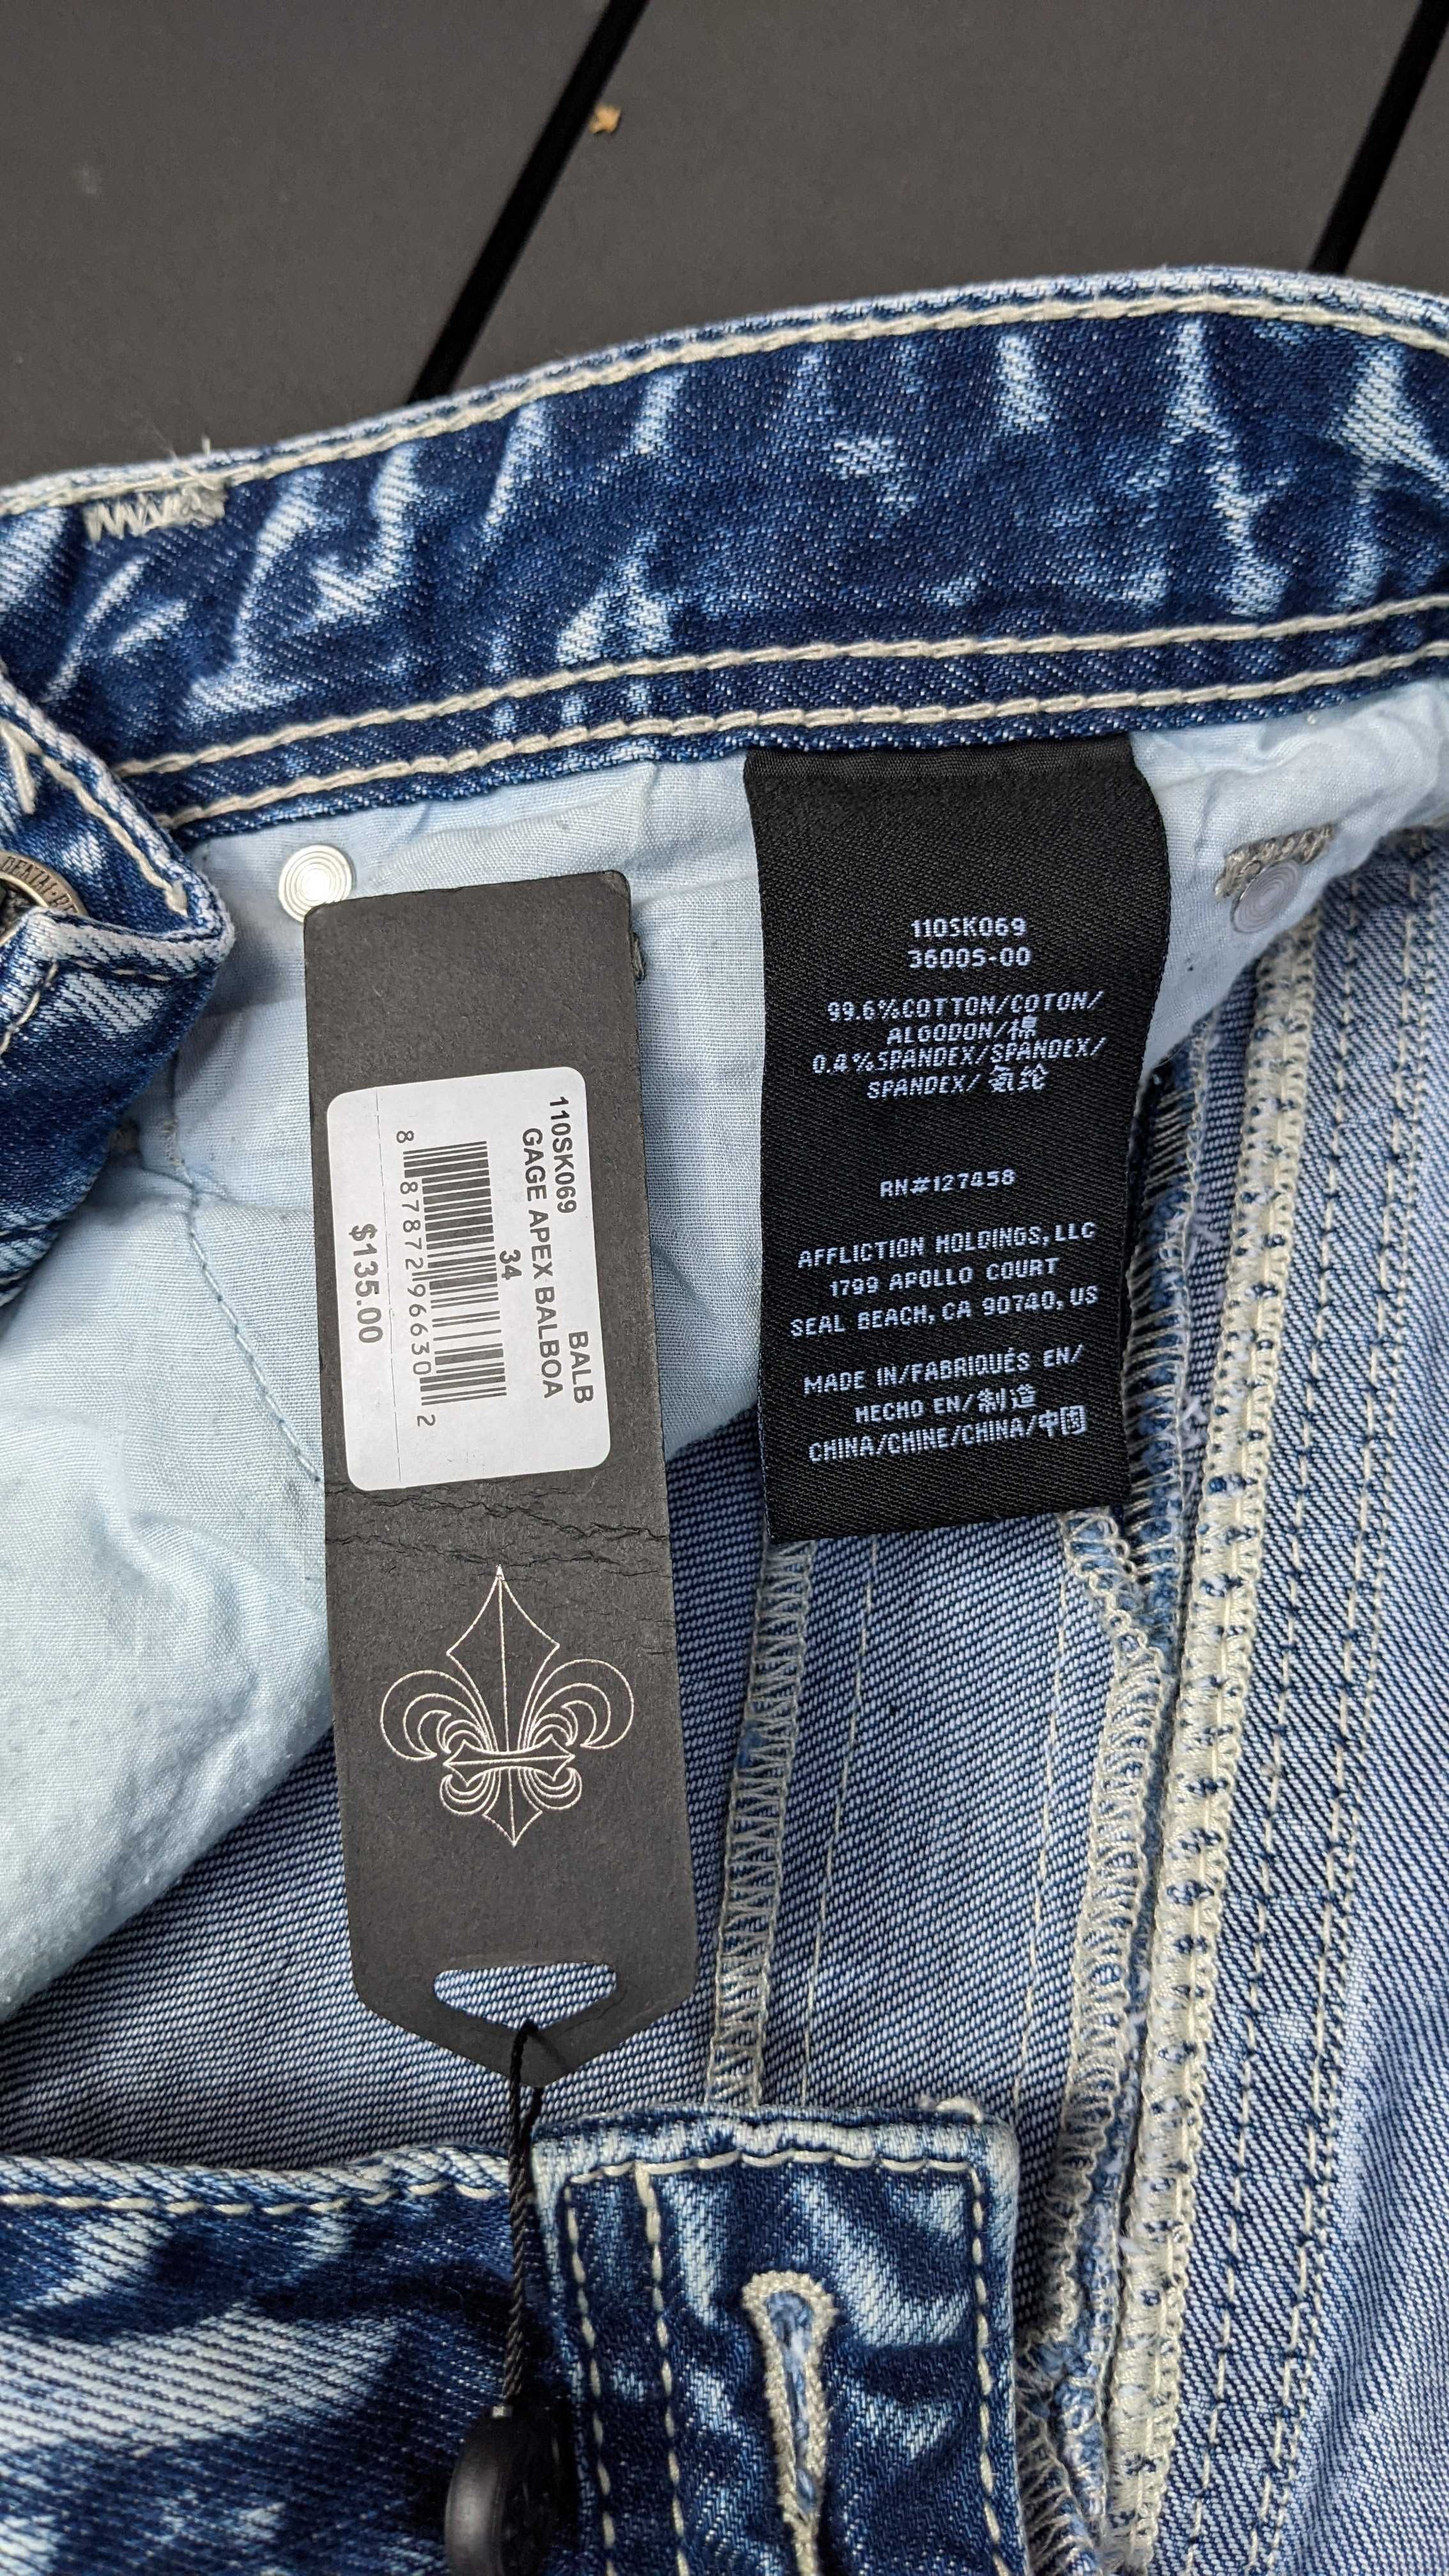 110SK069 BALB
GAGE APEX BALBOA
34
8 87872 96630 2
$135.00
110SK069
360DS-00
99.6%COTTON/COTON/
ALGODON/棉
0.4%SPANDEX/SPANDEX/
SPANDEX/氨纶
RN#127458
AFFLICTION HOLDINGS, LLC
1799 APOLLO COURT
SEAL BEACH, CA 90740, US
MADE IN/FABRIQUÉS EN/
HECHO EN/制造
CHINA/CHINE/CHINA/中国